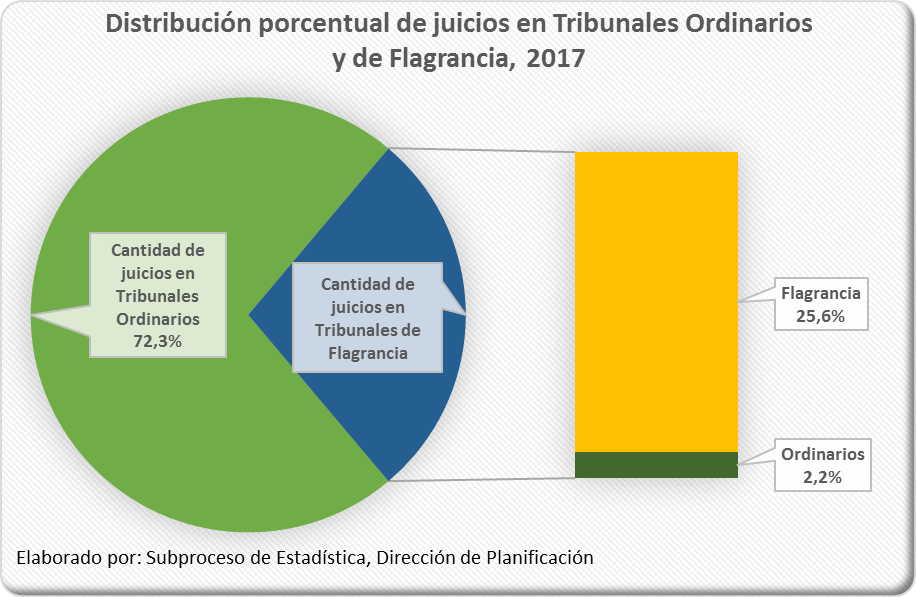 Distribución porcentual de juicios en Tribunales Ordinarios
y de Flagrancia, 2017
Cantidad de
juicios en
Tribunales
Ordinarios
72,3%
Cantidad de
juicios en
Tribunales de
Flagrancia
Flagrancia
25,6%
Ordinarios
2,2%
Elaborado por: Subproceso de Estadística, Dirección de Planificación